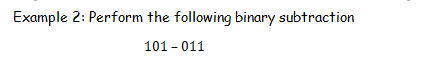 Example 2: Perform the following binary subtraction
101 – 011